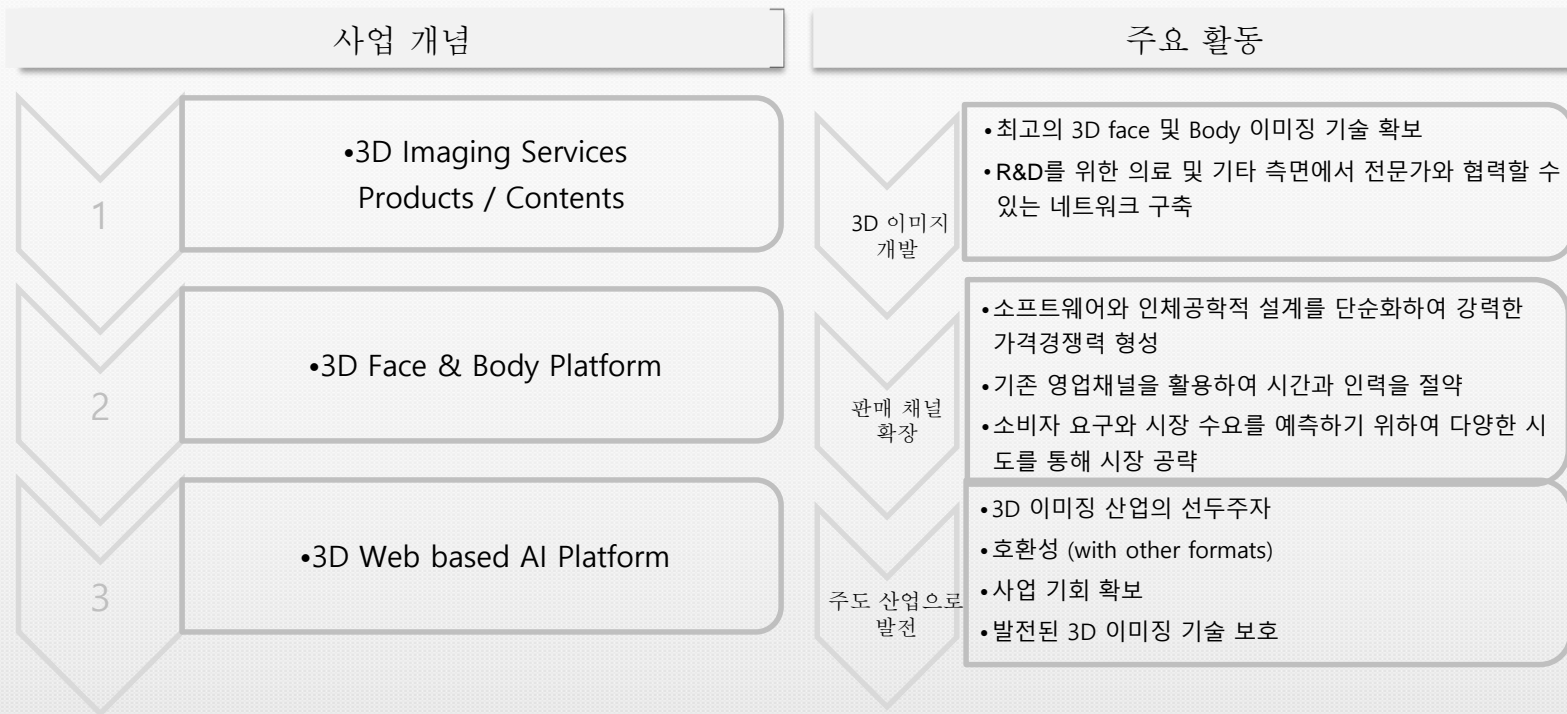 사업 개념
1
•3D Imaging Services
Products / Contents
2
•3D Face & Body Platform
3
•3D Web based AI Platform
주요 활동
3D 이미지
개발
•최고의 3D face 및 Body 이미징 기술 확보
•R&D를 위한 의료 및 기타 측면에서 전문가와 협력할 수
있는 네트워크 구축
판매 채널
확장
•소프트웨어와 인체공학적 설계를 단순화하여 강력한
가격경쟁력 형성
•기존 영업채널을 활용하여 시간과 인력을 절약
•소비자 요구와 시장 수요를 예측하기 위하여 다양한 시
도를 통해 시장 공략
주도 산업으로
발전
•3D 이미징 산업의 선두주자
•호환성 (with other formats)
•사업 기회 확보
•발전된 3D 이미징 기술 보호